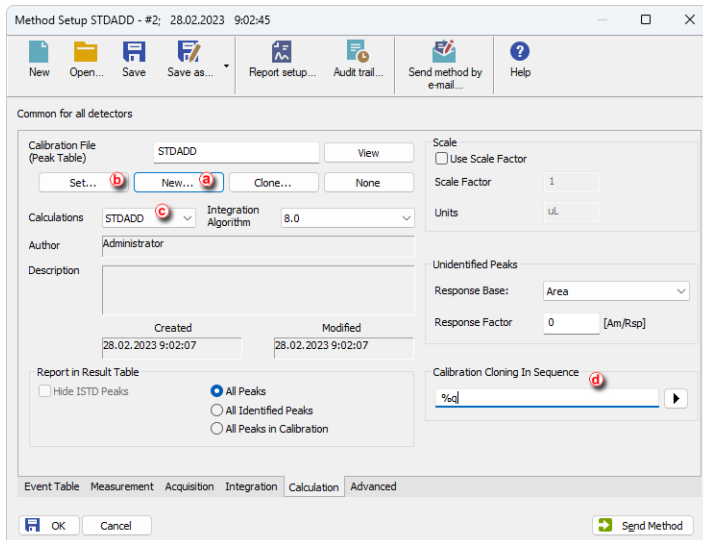 Method Setup STDADD - #2; 28.02.2023 9:02:45
New Open... Save Save as... Report setup... Audit trail... Send method by e-mail... Help
Common for all detectors
Calibration File
(Peak Table)
STDADD
View
Set... b New... a Clone... None
Calculations STDADD c Integration Algorithm 8.0
Author Administrator
Description
Created Modified
28.02.2023 9:02:07 28.02.2023 9:02:07
Report in Result Table
Hide ISTD Peaks All Peaks
All Identified Peaks
All Peaks in Calibration
Scale
Use Scale Factor
Scale Factor 1
Units uL
Unidentified Peaks
Response Base: Area
Response Factor 0 [Am/Rsp]
Calibration Cloning In Sequence d
%q
Event Table Measurement Acquisition Integration Calculation Advanced
OK Cancel Send Method